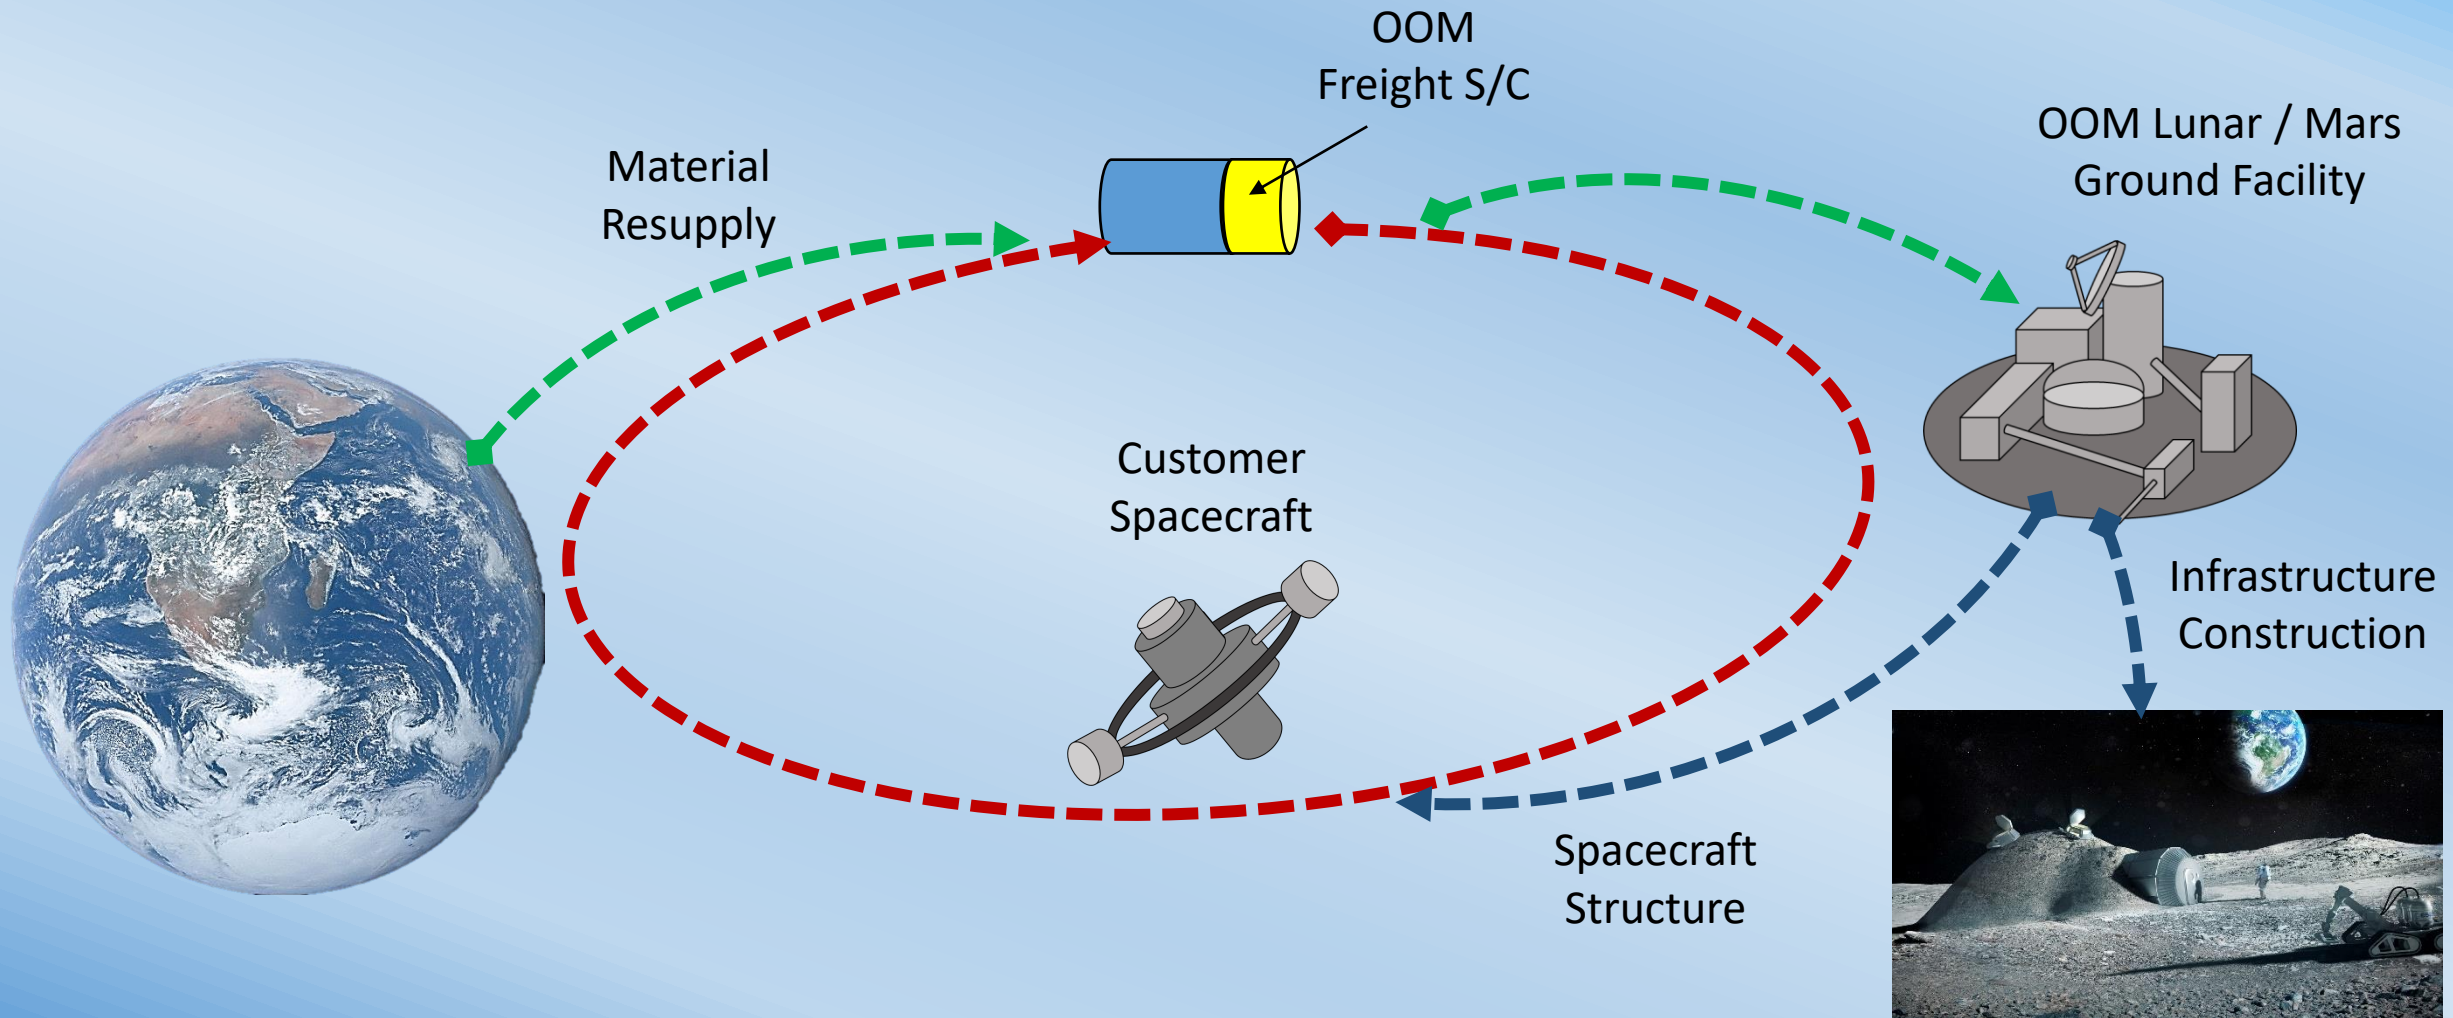 OOM
Freight S/C
OOM Lunar / Mars
Ground Facility
Material
Resupply
Customer
Spacecraft
Infrastructure
Construction
Spacecraft
Structure